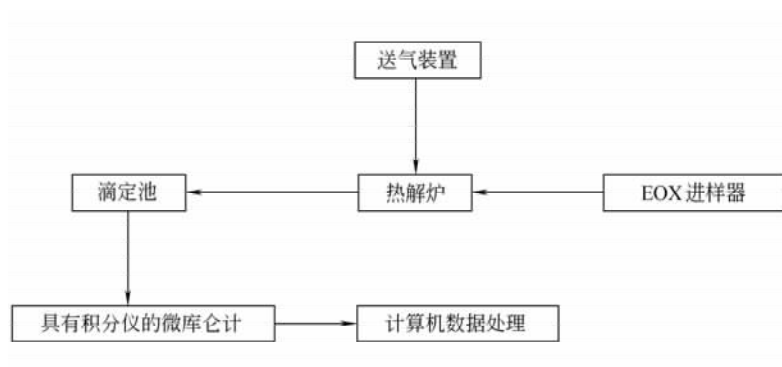 送气装置
滴定池
热解炉
EOX进样器
具有积分仪的微库仑计
计算机数据处理